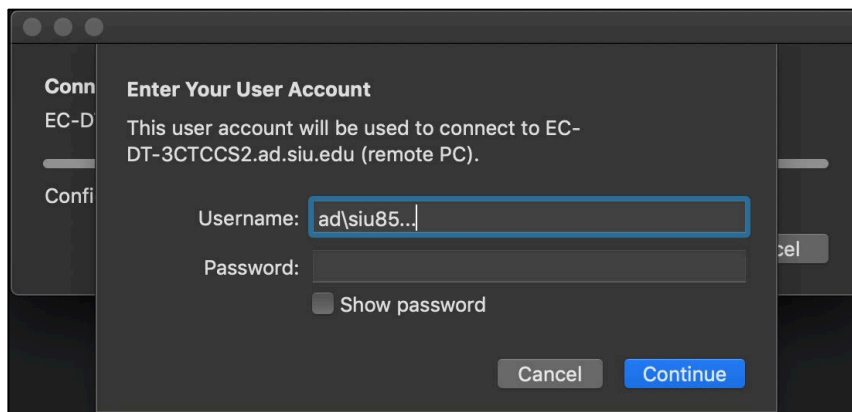 Conn
EC-D
Confi
Enter Your User Account
This user account will be used to connect to EC-
DT-3CTCCS2.ad.siu.edu (remote PC).
Username: ad\siu85...
Password:
Show password
Cancel Continue
cel